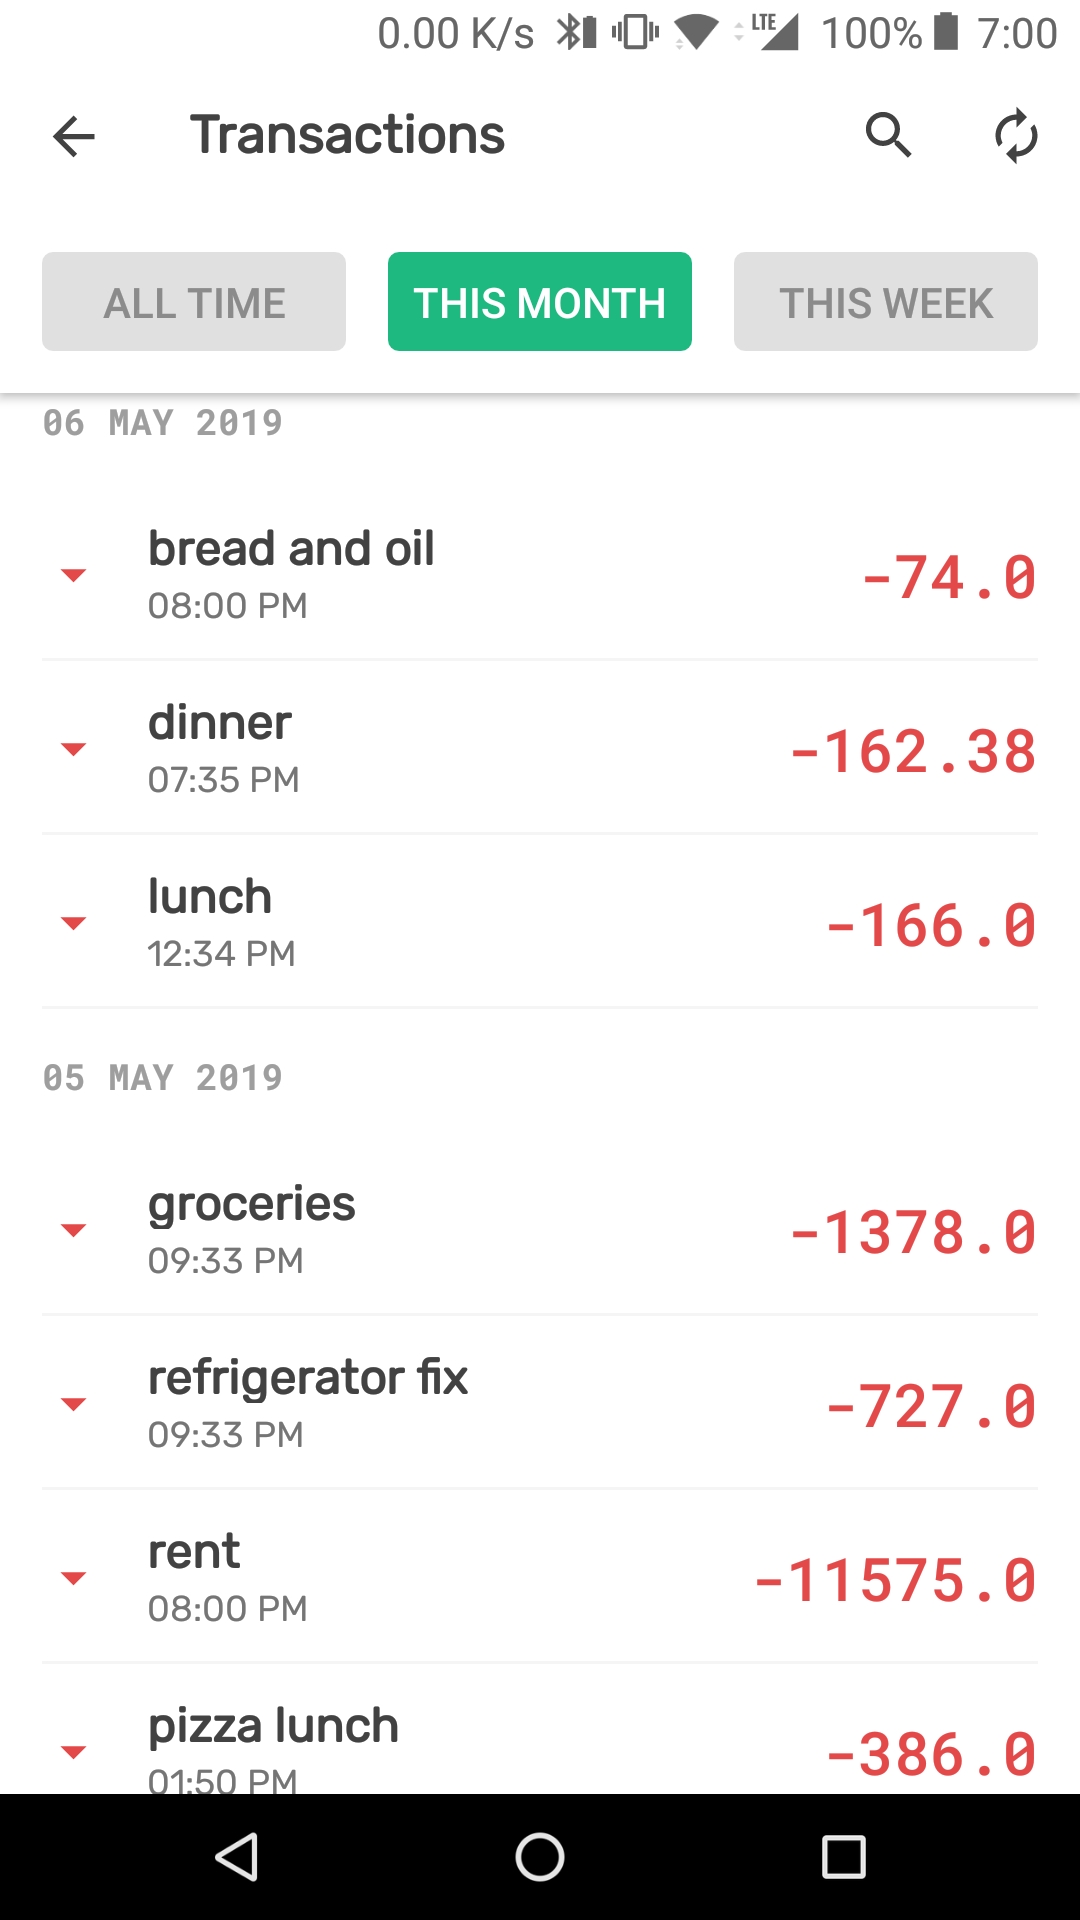 0.00 K/s LTE 100% 7:00
Transactions
ALL TIME THIS MONTH THIS WEEK
06 MAY 2019
bread and oil -74.0
08:00 PM
dinner -162.38
07:35 PM
lunch -166.0
12:34 PM
05 MAY 2019
groceries -1378.0
09:33 PM
refrigerator fix -727.0
09:33 PM
rent -11575.0
08:00 PM
pizza lunch -386.0
01:50 PM